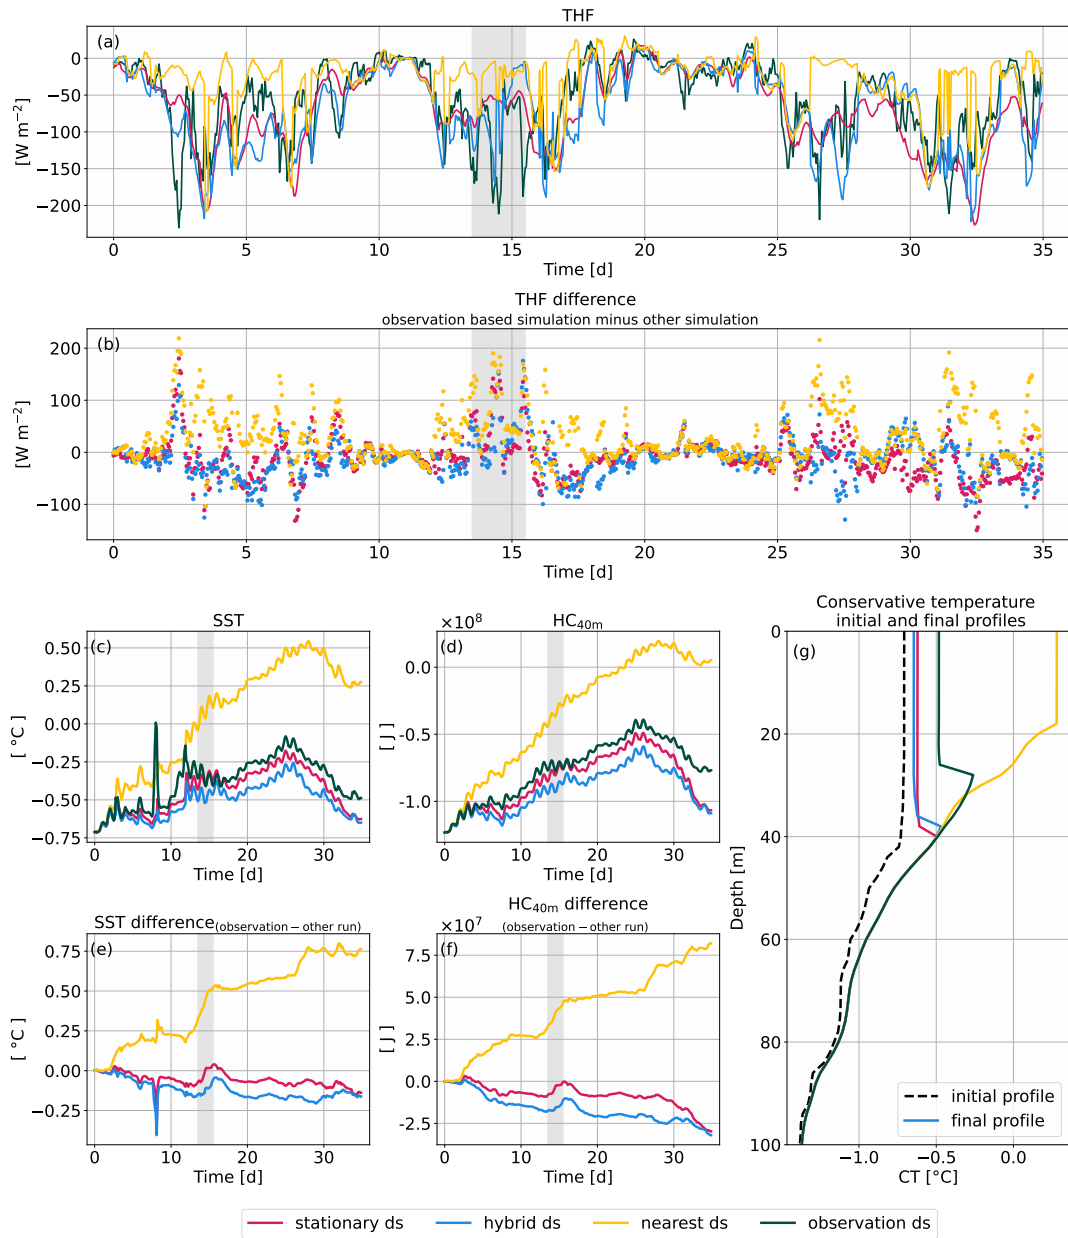 THF
(a)
[W m⁻²]
0
−50
−100
−150
−200
0 5 10 15 20 25 30 35
Time [d]
THF difference
observation based simulation minus other simulation
(b)
[W m⁻²]
200
100
0
−100
0 5 10 15 20 25 30 35
Time [d]
SST
(c)
[ °C]
0.50
0.25
0.00
−0.25
−0.50
−0.75
0 10 20 30
Time [d]
HC₄₀ₘ
×10⁸
(d)
[ J ]
0.0
−0.5
−1.0
0 10 20 30
Time [d]
Conservative temperature
initial and final profiles
(g)
Depth [m]
0
20
40
60
80
100
−1.0 −0.5 0.0
CT [°C]
initial profile
final profile
SST difference (observation − other run)
(e)
[ °C]
0.75
0.50
0.25
0.00
−0.25
0 10 20 30
Time [d]
HC₄₀ₘ difference
(observation − other run)
×10⁷
(f)
[ J ]
7.5
5.0
2.5
0.0
−2.5
0 10 20 30
Time [d]
stationary ds hybrid ds nearest ds observation ds